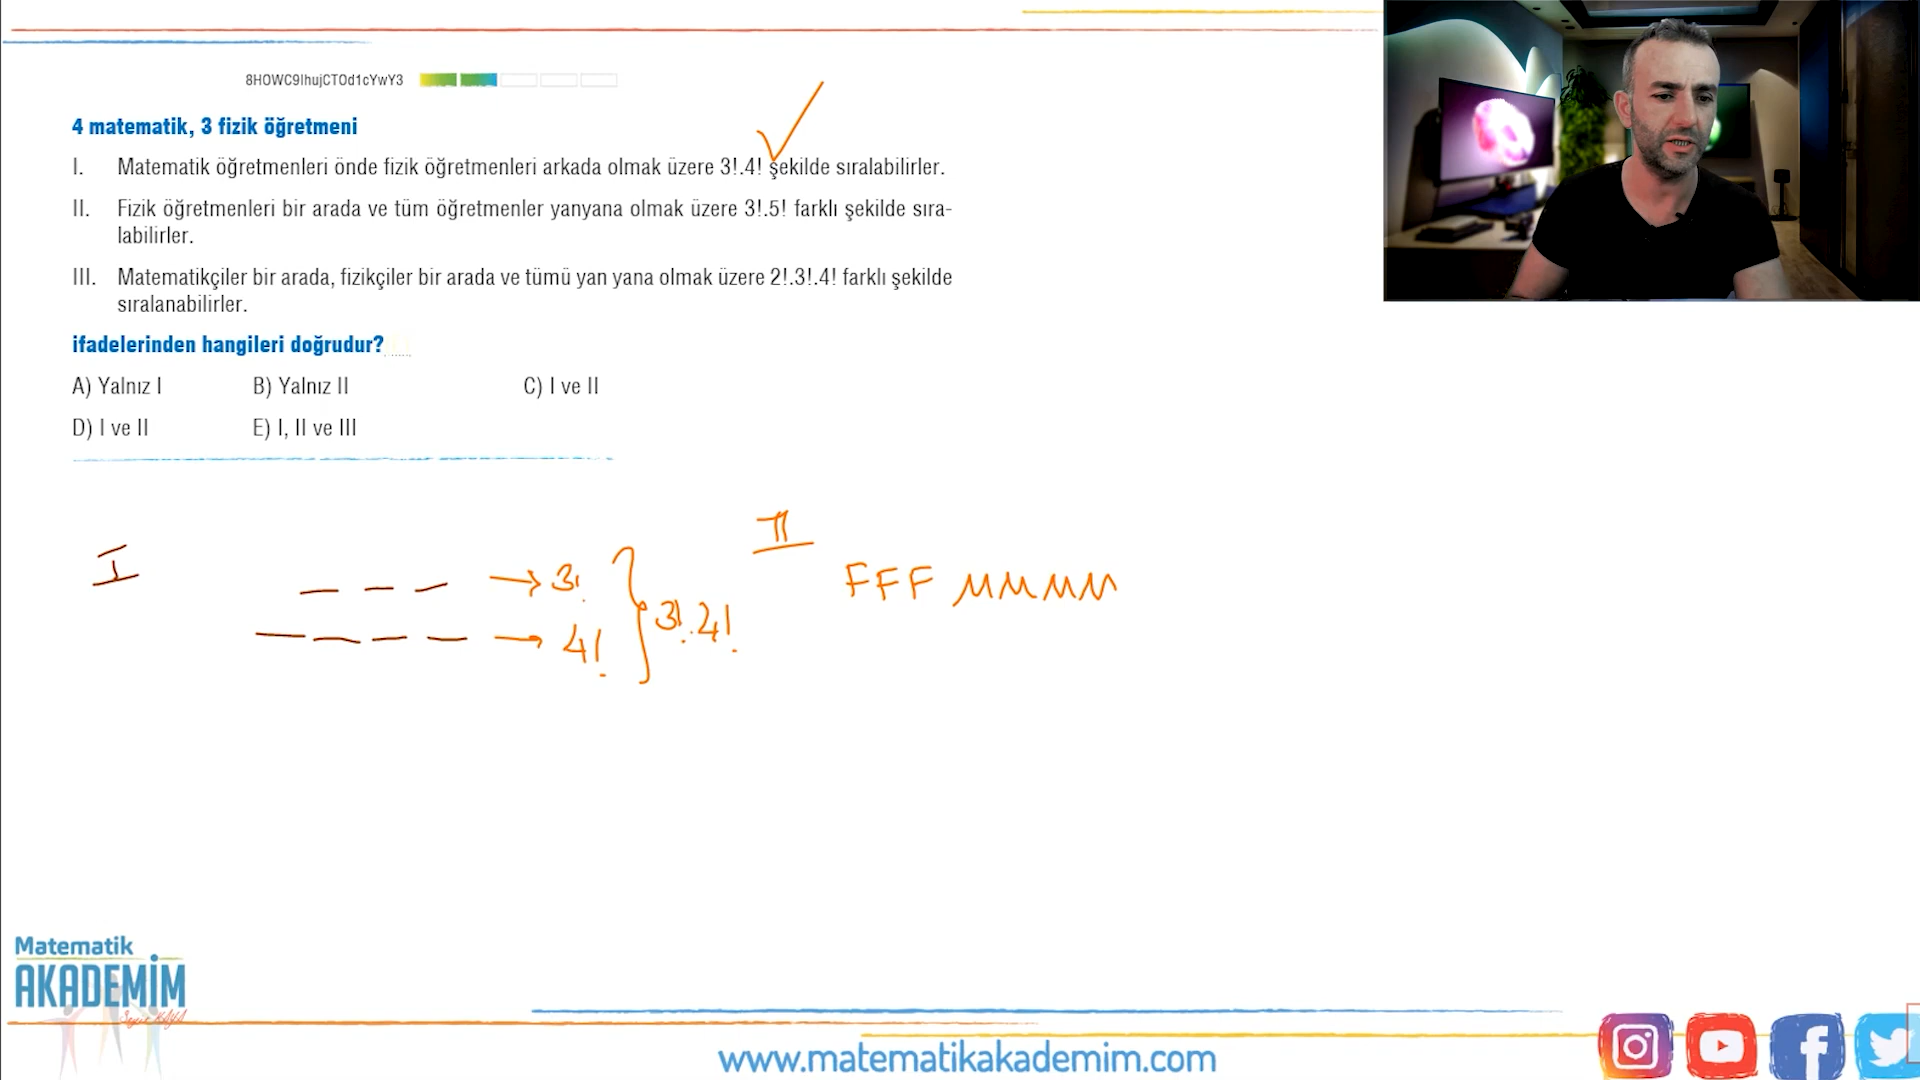 8HOWC9IhujCTOd1cYwY3
4 matematik, 3 fizik öğretmeni
I. Matematik öğretmenleri önde fizik öğretmenleri arkada olmak üzere 3!.4! şekilde sıralabilirler.
II. Fizik öğretmenleri bir arada ve tüm öğretmenler yanyana olmak üzere 3!.5! farklı şekilde sıra-
labilirler.
III. Matematikçiler bir arada, fizikçiler bir arada ve tümü yan yana olmak üzere 2!.3!.4! farklı şekilde
sıralanabilirler.
ifadelerinden hangileri doğrudur?
A) Yalnız I B) Yalnız II C) I ve II
D) I ve II E) I, II ve III
I
→ 3!
→ 4!
3!.4!
II
FFF MMMM
Matematik
AKADEMİM
www.matematikakademim.com